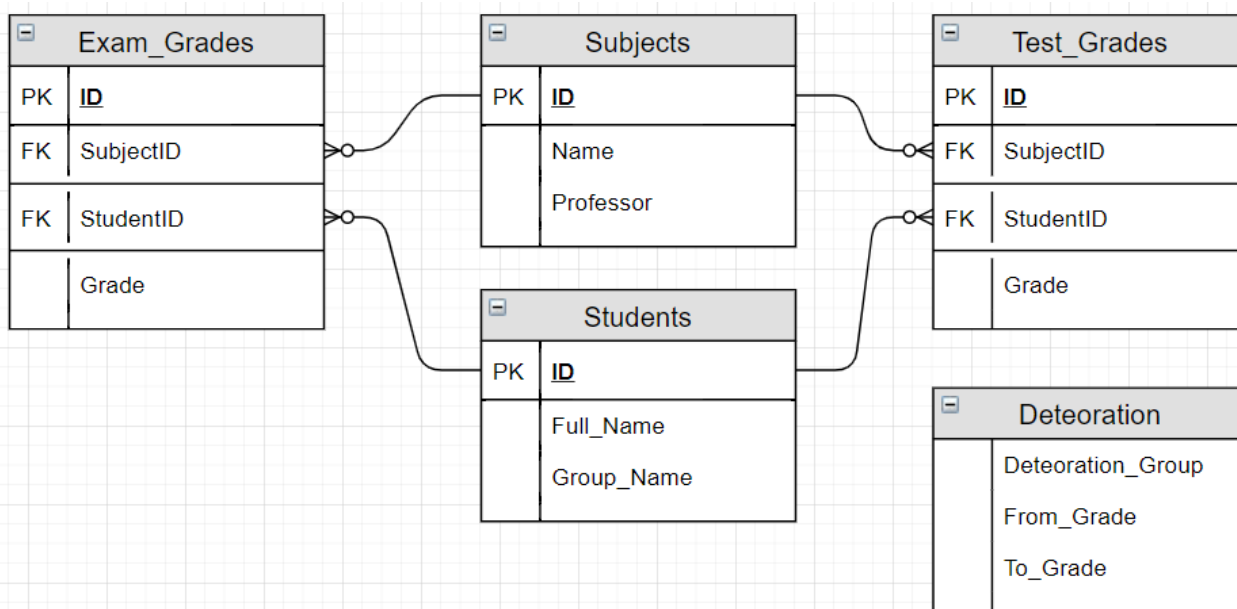 Exam_Grades
PK ID
FK SubjectID
FK StudentID
Grade
Subjects
PK ID
Name
Professor
Students
PK ID
Full_Name
Group_Name
Test_Grades
PK ID
FK SubjectID
FK StudentID
Grade
Deteoration
Deteoration_Group
From_Grade
To_Grade